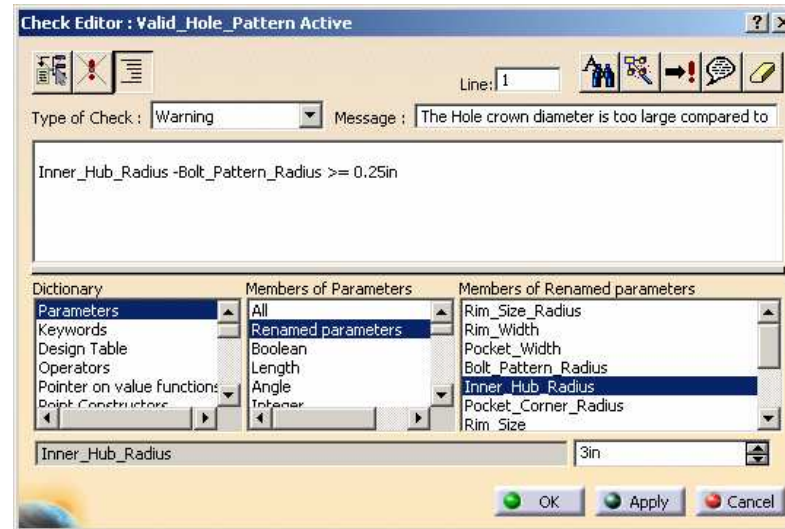 Check Editor : Valid_Hole_Pattern Active
Line: 1
Type of Check : Warning Message : The Hole crown diameter is too large compared to
Inner_Hub_Radius -Bolt_Pattern_Radius >= 0.25in
Dictionary Members of Parameters Members of Renamed parameters
Parameters All Rim_Size_Radius
Keywords Renamed parameters Rim_Width
Design Table Boolean Pocket_Width
Operators Length Bolt_Pattern_Radius
Pointer on value functions Angle Inner_Hub_Radius
Point Constructors Integer Pocket_Corner_Radius
Rim_Size
Inner_Hub_Radius 3in
OK Apply Cancel